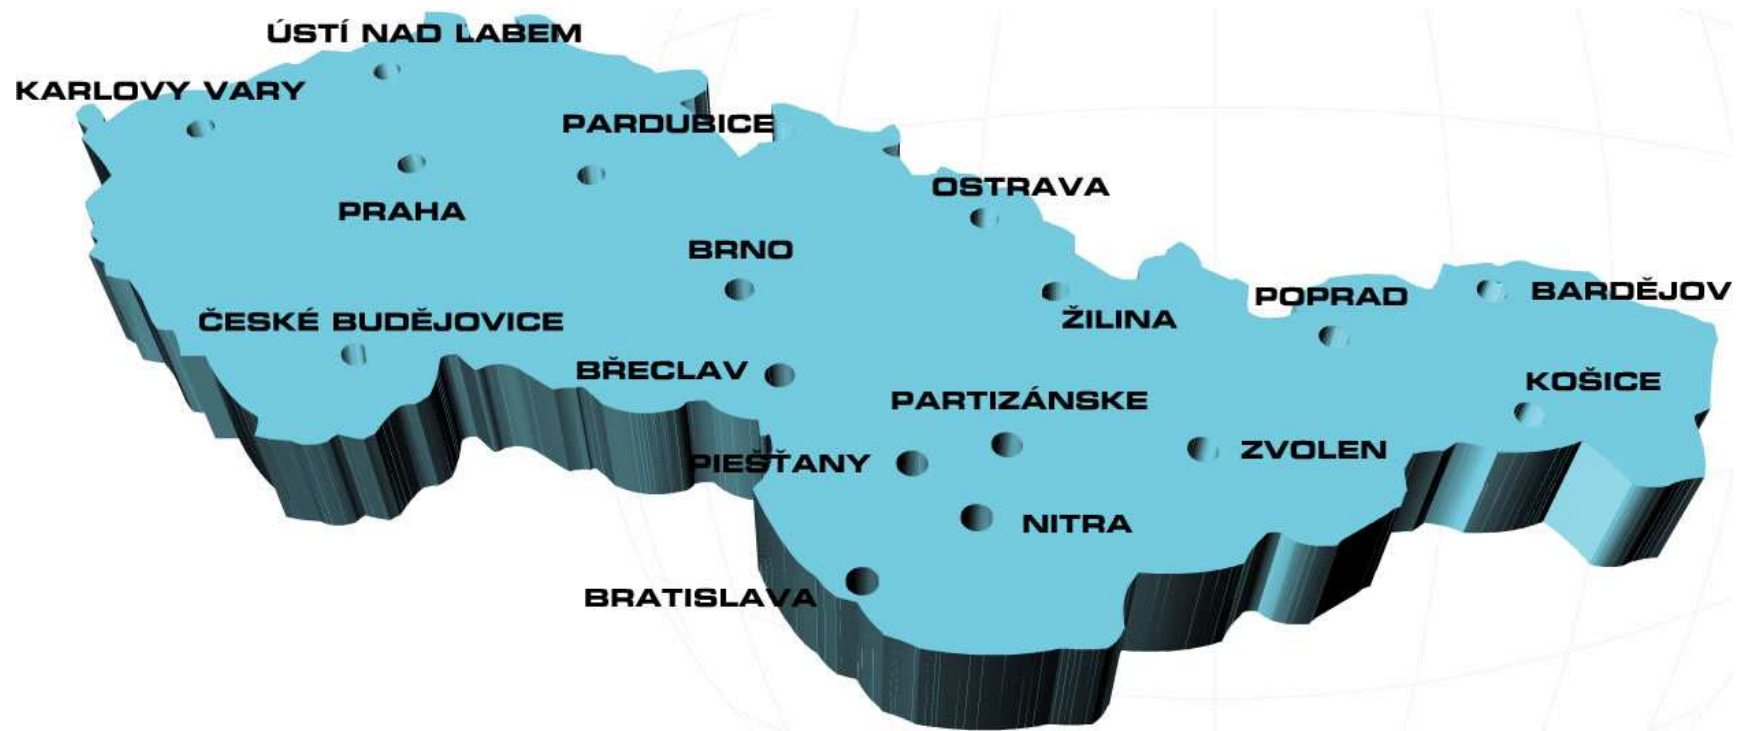 ÚSTÍ NAD LABEM
KARLOVY VARY
PARDUBICE
OSTRAVA
PRAHA
BRNO
POPRAD
BARDĚJOV
ŽILINA
ČESKÉ BUDĚJOVICE
BŘECLAV
KOŠICE
PARTIZÁNSKE
ZVOLEN
PIEŠŤANY
NITRA
BRATISLAVA